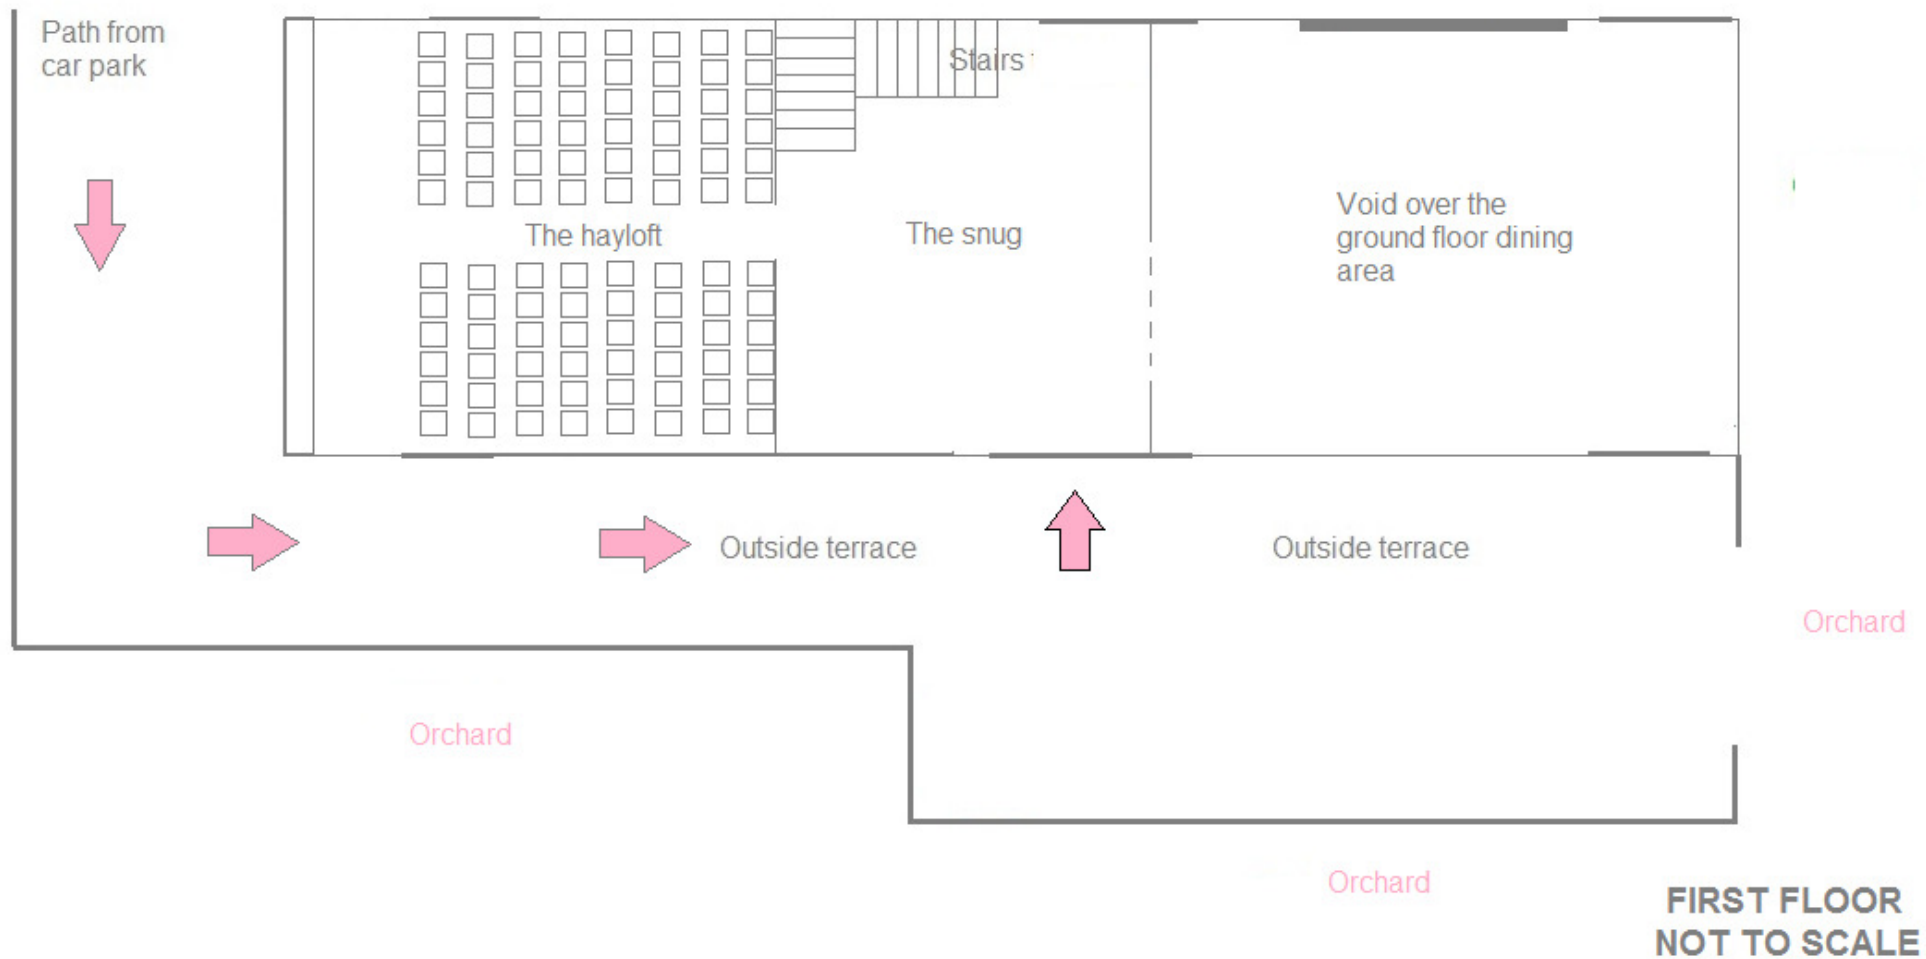 Path from
car park
Stairs
The hayloft
The snug
Void over the
ground floor dining
area
Outside terrace
Outside terrace
Orchard
Orchard
Orchard
FIRST FLOOR
NOT TO SCALE